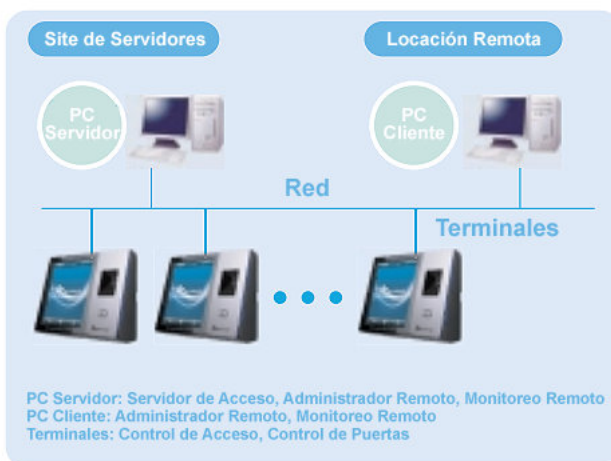 Site de Servidores
Locación Remota
PC
Servidor
PC
Cliente
Red
Terminales
PC Servidor: Servidor de Acceso, Administrador Remoto, Monitoreo Remoto
PC Cliente: Administrador Remoto, Monitoreo Remoto
Terminales: Control de Acceso, Control de Puertas